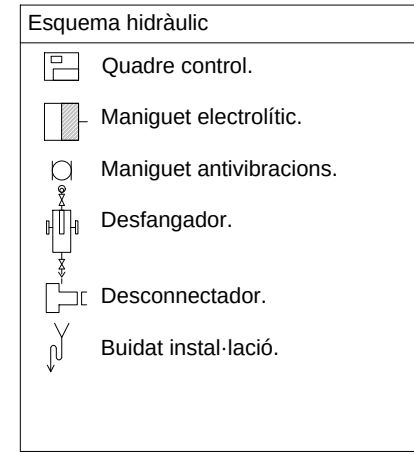 Esquema hidràulic
Quadre control.
Maniguet electrolític.
Maniguet antivibracions.
Desfangador.
Desconnectador.
Buidat instal·lació.